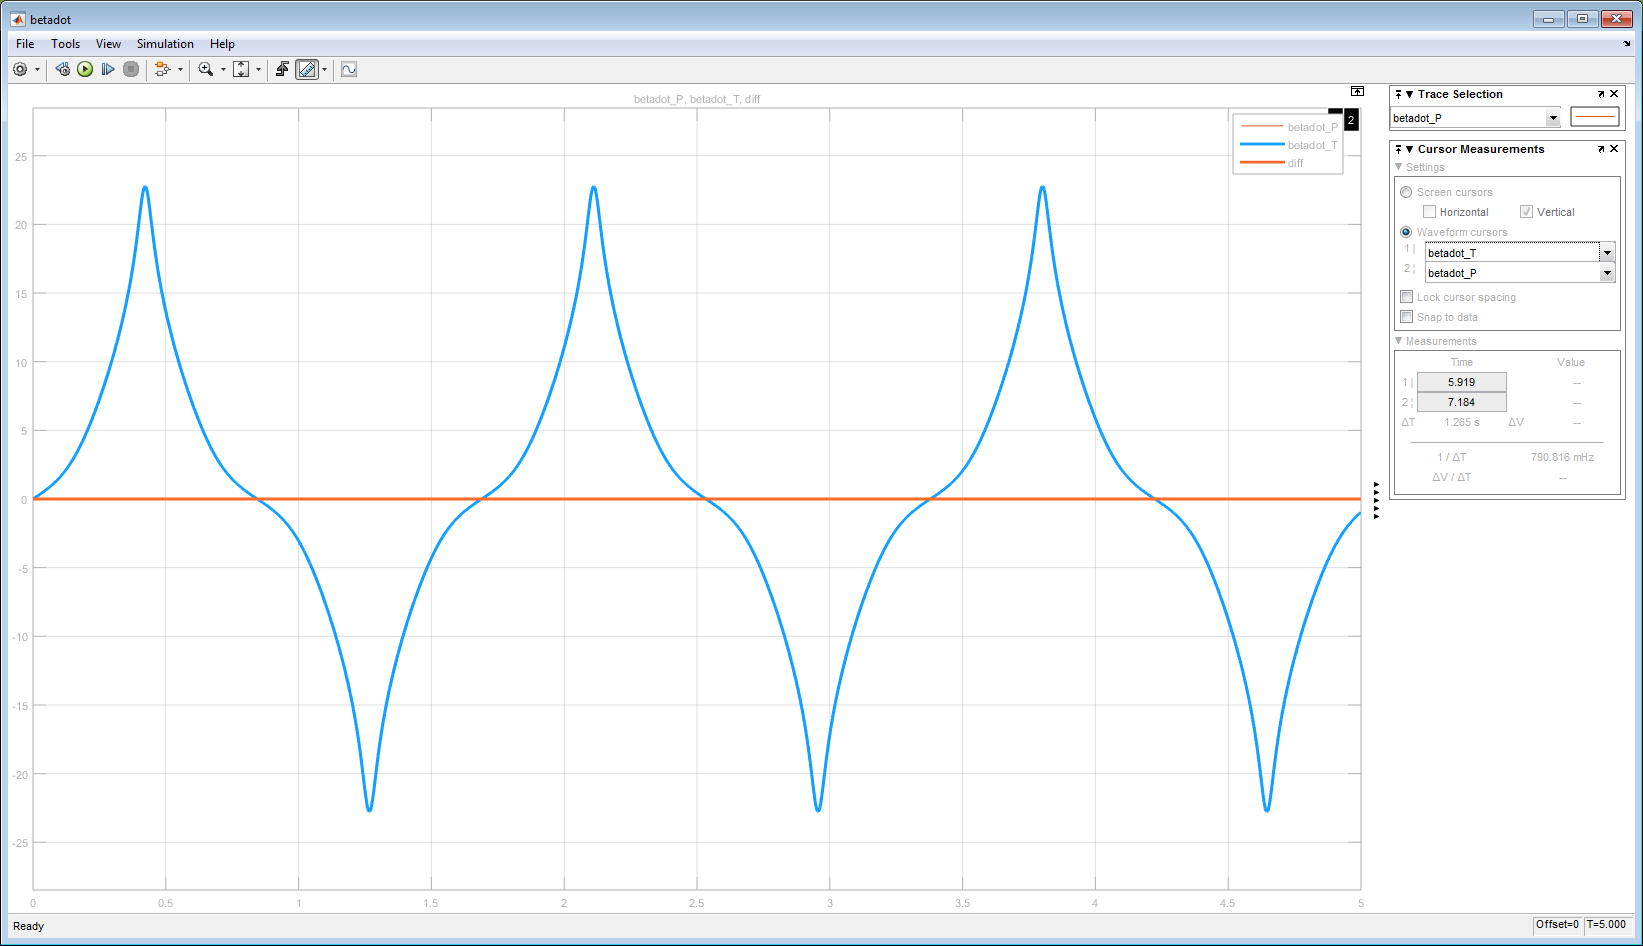 betadot
File Tools View Simulation Help
betadot_P, betadot_T, diff
2
betadot_P
betadot_T
diff
25
20
15
10
5
0
-5
-10
-15
-20
-25
0 0.5 1 1.5 2 2.5 3 3.5 4 4.5 5
Trace Selection
betadot_P
Cursor Measurements
Settings
Screen cursors
Horizontal Vertical
Waveform cursors
1 | betadot_T
2 ¦ betadot_P
Lock cursor spacing
Snap to data
Measurements
Time Value
1 | 5.919 --
2 ¦ 7.184 --
ΔT 1.265 s ΔV --
1 / ΔT 790.816 mHz
ΔV / ΔT --
Ready
Offset=0 T=5.000